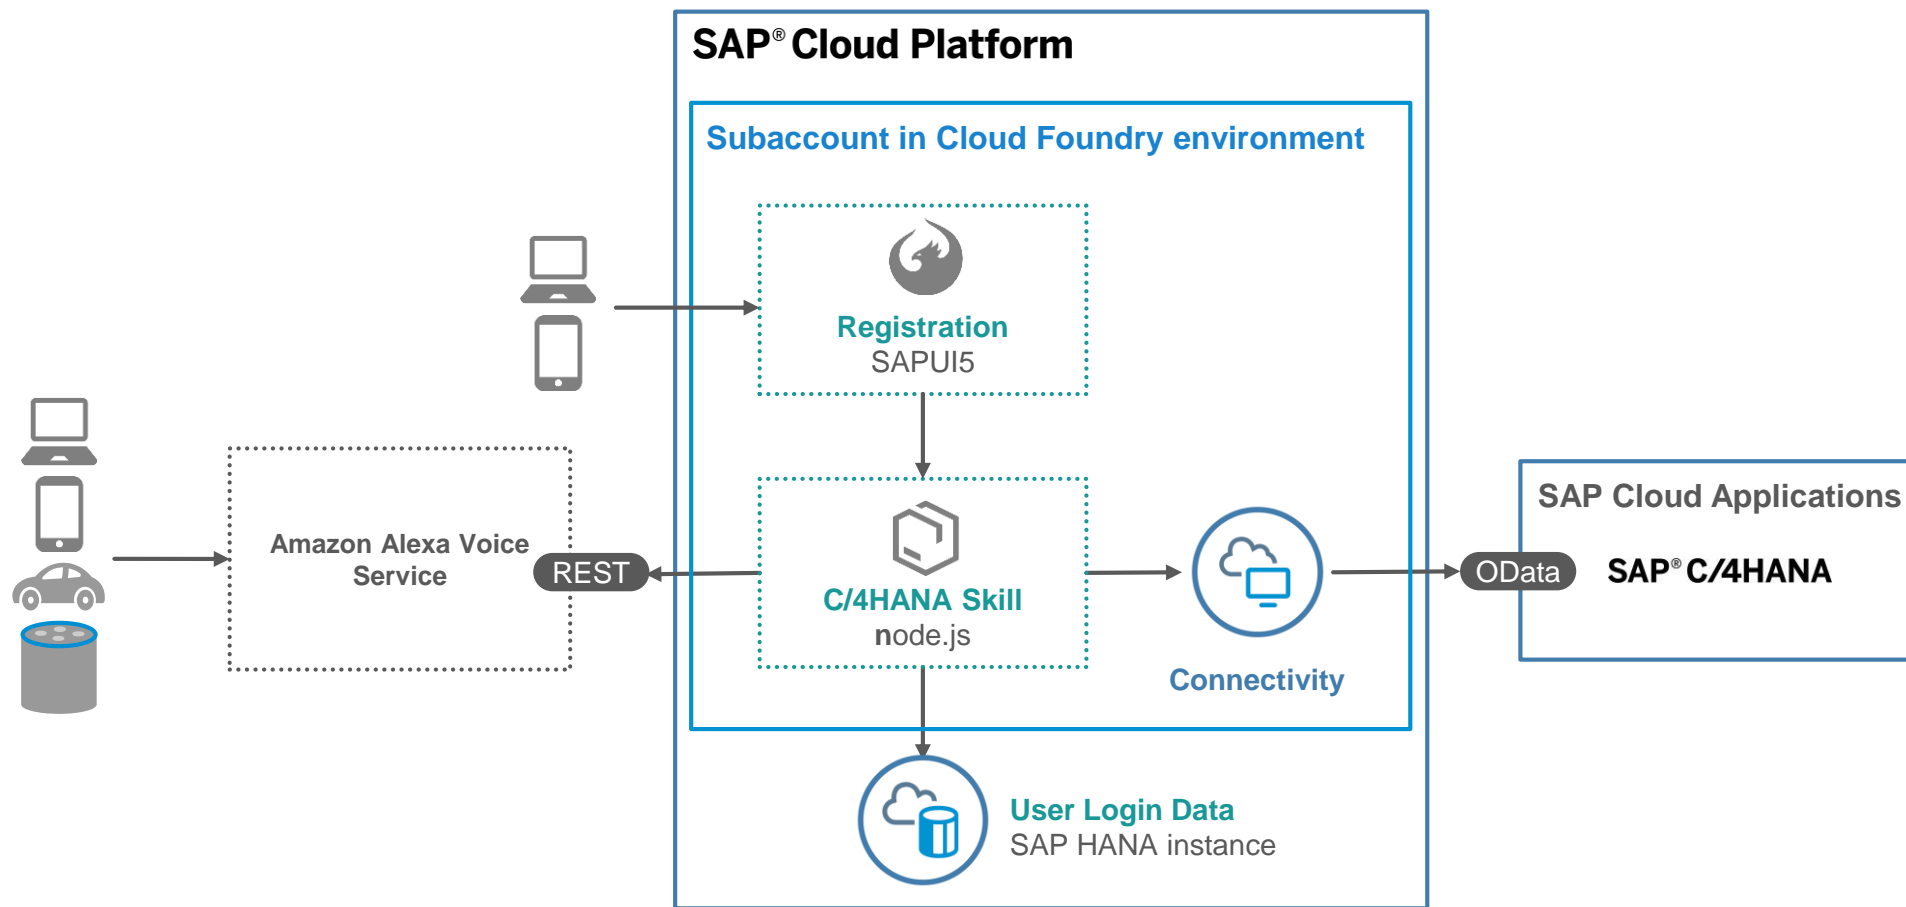 SAP® Cloud Platform
Subaccount in Cloud Foundry environment
Registration
SAPUI5
Amazon Alexa Voice
Service
REST
C/4HANA Skill
node.js
Connectivity
OData
SAP Cloud Applications
SAP® C/4HANA
User Login Data
SAP HANA instance